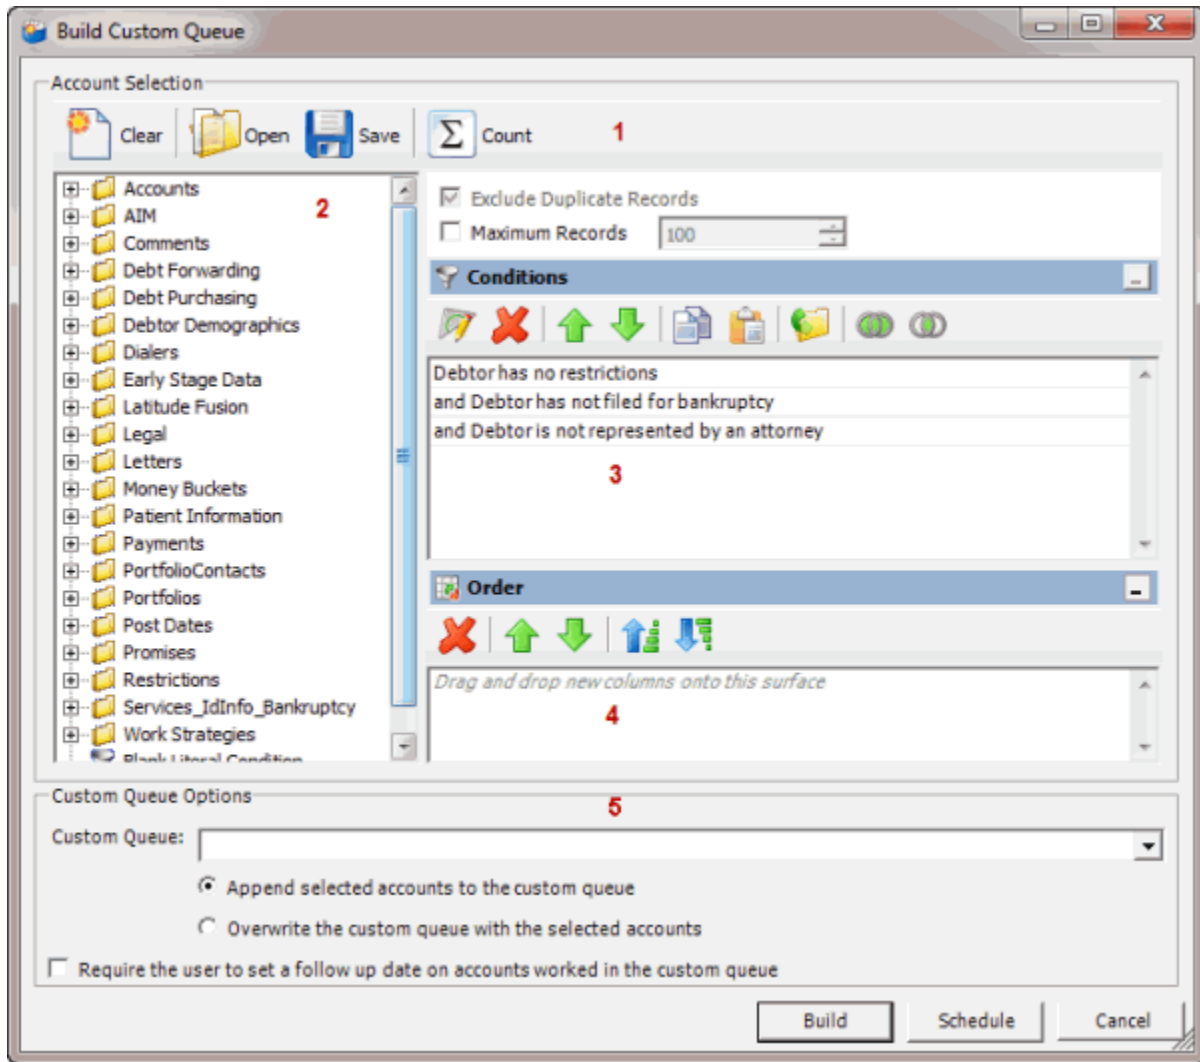 Build Custom Queue
Account Selection
Clear Open Save Σ Count 1
2
Accounts
AIM
Comments
Debt Forwarding
Debt Purchasing
Debtor Demographics
Dialers
Early Stage Data
Latitude Fusion
Legal
Letters
Money Buckets
Patient Information
Payments
PortfolioContacts
Portfolios
Post Dates
Promises
Restrictions
Services_IdInfo_Bankruptcy
Work Strategies
Blank Literal Condition
Exclude Duplicate Records
Maximum Records 100
Conditions
Debtor has no restrictions
and Debtor has not filed for bankruptcy
and Debtor is not represented by an attorney
3
Order
Drag and drop new columns onto this surface
4
Custom Queue Options
5
Custom Queue:
Append selected accounts to the custom queue
Overwrite the custom queue with the selected accounts
Require the user to set a follow up date on accounts worked in the custom queue
Build Schedule Cancel